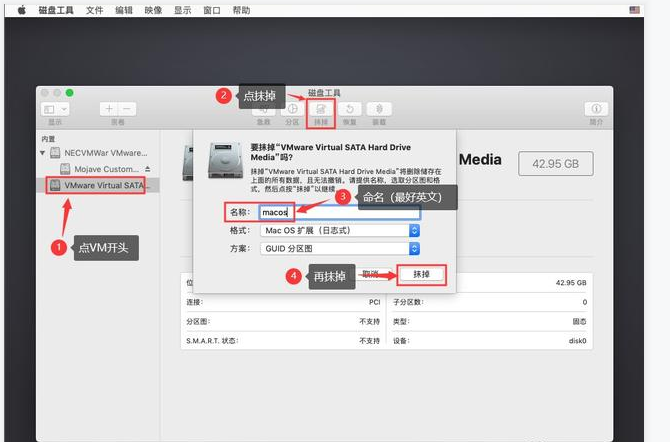 磁盘工具 文件 编辑 映像 显示 窗口 帮助
磁盘工具
2 点抹掉
显示 宗卷 急救 分区 抹掉 恢复 装载 简介
内置
NECVMWar VMware...
Mojave Custom...
VMware Virtual SATA...
1 点VM开头
要抹掉“VMware Virtual SATA Hard Drive
Media”吗?
抹掉“VMware Virtual SATA Hard Drive Media”将删除储存在
上面的所有数据，且无法撤销。请提供名称，选取分区图和格
式，然后点按“抹掉”以继续
Media
42.95 GB
名称： macos
3 命名（最好英文）
格式： Mac OS 扩展（日志式）
方案： GUID 分区图
4 再抹掉
取消 抹掉
位
42.95 GB
连接： PCI
子分区数： 0
分区图： 不支持
类型： 固态
S.M.A.R.T. 状态： 不支持
设备： disk0